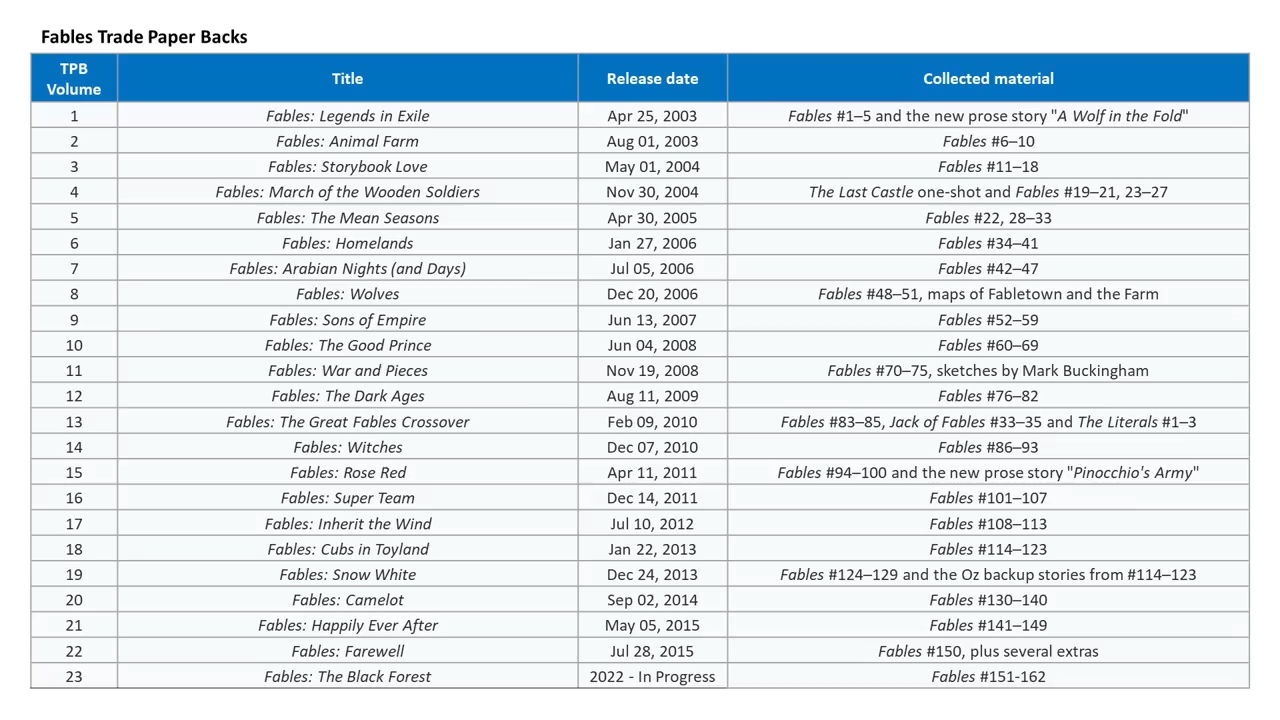 Fables Trade Paper Backs
TPB Volume Title Release date Collected material
1 Fables: Legends in Exile Apr 25, 2003 Fables #1–5 and the new prose story "A Wolf in the Fold"
2 Fables: Animal Farm Aug 01, 2003 Fables #6–10
3 Fables: Storybook Love May 01, 2004 Fables #11–18
4 Fables: March of the Wooden Soldiers Nov 30, 2004 The Last Castle one-shot and Fables #19–21, 23–27
5 Fables: The Mean Seasons Apr 30, 2005 Fables #22, 28–33
6 Fables: Homelands Jan 27, 2006 Fables #34–41
7 Fables: Arabian Nights (and Days) Jul 05, 2006 Fables #42–47
8 Fables: Wolves Dec 20, 2006 Fables #48–51, maps of Fabletown and the Farm
9 Fables: Sons of Empire Jun 13, 2007 Fables #52–59
10 Fables: The Good Prince Jun 04, 2008 Fables #60–69
11 Fables: War and Pieces Nov 19, 2008 Fables #70–75, sketches by Mark Buckingham
12 Fables: The Dark Ages Aug 11, 2009 Fables #76–82
13 Fables: The Great Fables Crossover Feb 09, 2010 Fables #83–85, Jack of Fables #33–35 and The Literals #1–3
14 Fables: Witches Dec 07, 2010 Fables #86–93
15 Fables: Rose Red Apr 11, 2011 Fables #94–100 and the new prose story "Pinocchio's Army"
16 Fables: Super Team Dec 14, 2011 Fables #101–107
17 Fables: Inherit the Wind Jul 10, 2012 Fables #108–113
18 Fables: Cubs in Toyland Jan 22, 2013 Fables #114–123
19 Fables: Snow White Dec 24, 2013 Fables #124–129 and the Oz backup stories from #114–123
20 Fables: Camelot Sep 02, 2014 Fables #130–140
21 Fables: Happily Ever After May 05, 2015 Fables #141–149
22 Fables: Farewell Jul 28, 2015 Fables #150, plus several extras
23 Fables: The Black Forest 2022 - In Progress Fables #151-162